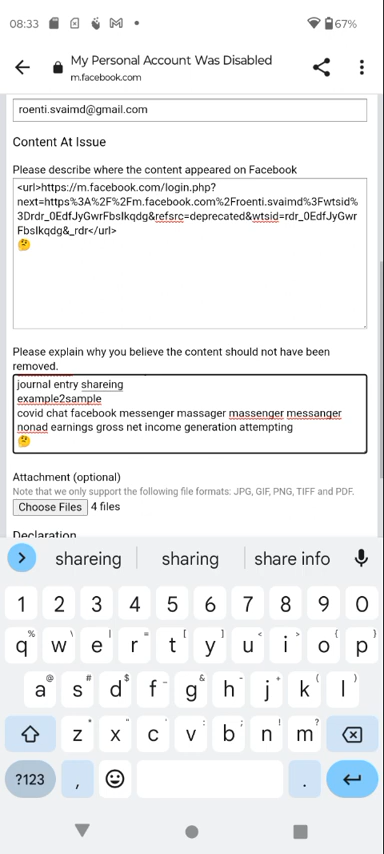 08:33
67%
My Personal Account Was Disabled
m.facebook.com
roenti.svaimd@gmail.com
Content At Issue
Please describe where the content appeared on Facebook
<url>https://m.facebook.com/login.php?
next=https%3A%2F%2Fm.facebook.com%2Froenti.svaimd%3Fwtsid%
3Drdr_0EdfJyGwrFbsIkqdg&refsrc=deprecated&wtsid=rdr_0EdfJyGwr
FbsIkqdg&_rdr</url>
🤔
Please explain why you believe the content should not have been
removed.
journal entry shareing
example2sample
covid chat facebook messenger massager massenger messanger
nonad earnings gross net income generation attempting
🤔
Attachment (optional)
Note that we only support the following file formats: JPG, GIF, PNG, TIFF and PDF.
Choose Files 4 files
Declaration
shareing sharing share info
1 2 3 4 5 6 7 8 9 0
q % w \ e | r = t [ y ] u < i > o { p }
a @ s # d $ f _ g & h - j + k ( l )
z * x " c ' v : b ; n ! m ?
?123 , .